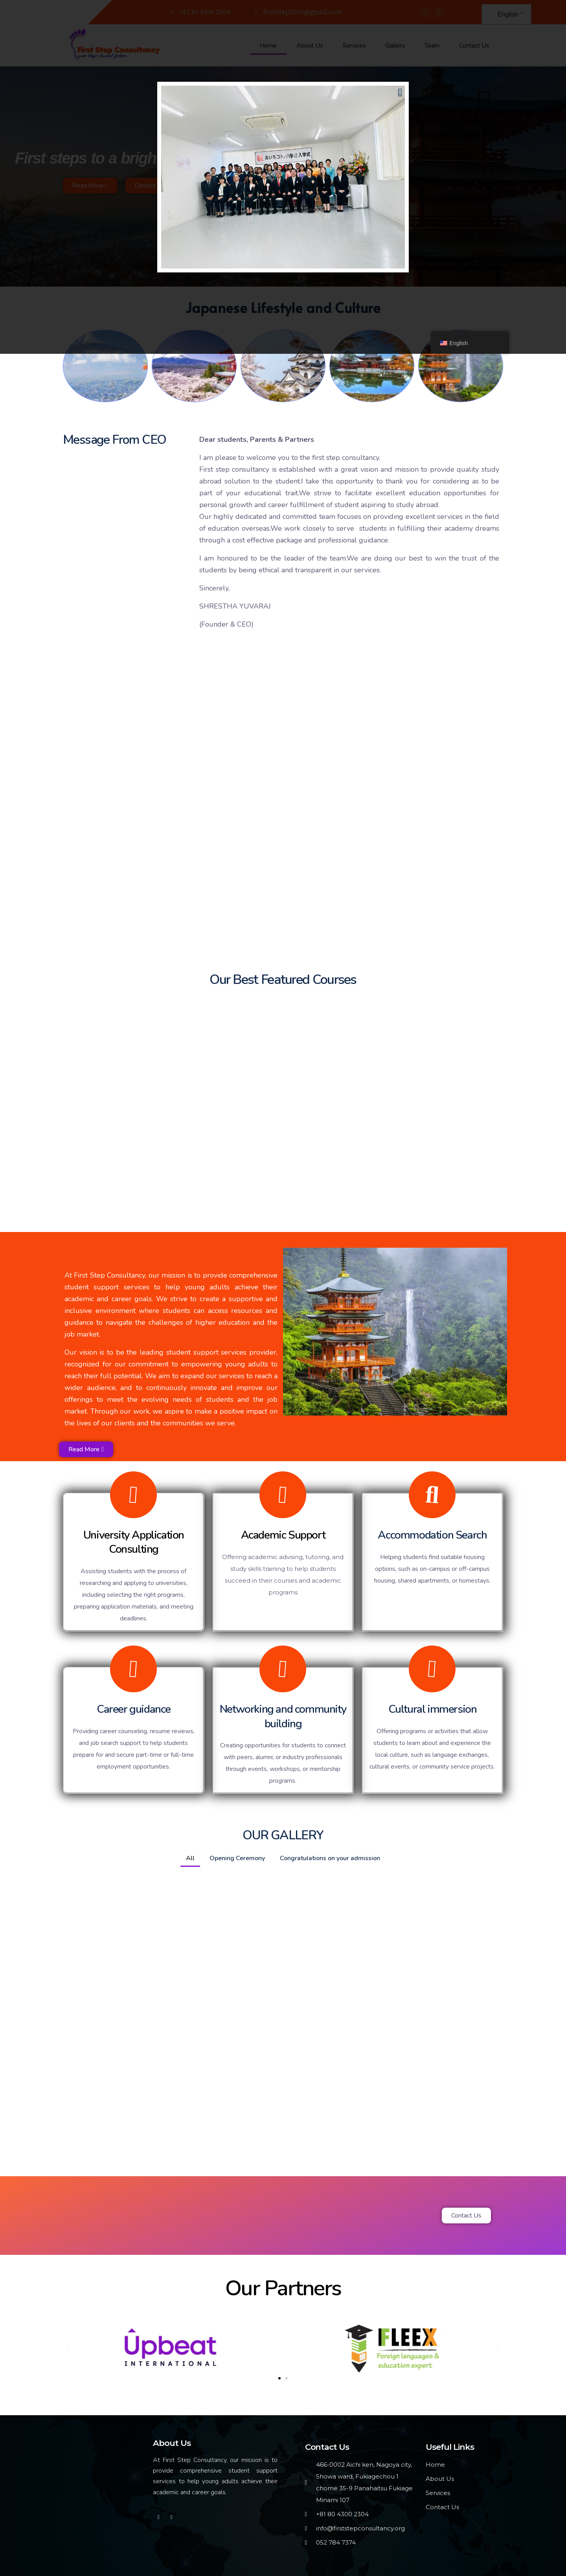 +81 80 4300 2304
English
First Step Consultancy
Home
About Us
Services
Gallery
Team
Contact Us
First steps to a brigh
Read More
Contact
Japanese Lifestyle and Culture
English
Message From CEO
Dear students, Parents & Partners
I am please to welcome you to the first step consultancy.
First step consultancy is established with a great vision and mission to provide quality study
abroad solution to the student.I take this opportunity to thank you for considering as to be
part of your educational trait.We strive to facilitate excellent education opportunities for
personal growth and career fulfillment of student aspiring to study abroad.
Our highly dedicated and committed team focuses on providing excellent services in the field
of education overseas.We work closely to serve students in fulfilling their academy dreams
through a cost effective package and professional guidance.
I am honoured to be the leader of the team.We are doing our best to win the trust of the
students by being ethical and transparent in our services.
Sincerely,
SHRESTHA YUVARAJ
(Founder & CEO)
Our Best Featured Courses
At First Step Consultancy, our mission is to provide comprehensive
student support services to help young adults achieve their
academic and career goals. We strive to create a supportive and
inclusive environment where students can access resources and
guidance to navigate the challenges of higher education and the
job market.
Our vision is to be the leading student support services provider,
recognized for our commitment to empowering young adults to
reach their full potential. We aim to expand our services to reach a
wider audience, and to continuously innovate and improve our
offerings to meet the evolving needs of students and the job
market. Through our work, we aspire to make a positive impact on
the lives of our clients and the communities we serve.
Read More
University Application
Consulting
Assisting students with the process of
researching and applying to universities,
including selecting the right programs,
preparing application materials, and meeting
deadlines.
Academic Support
Offering academic advising, tutoring, and
study skills training to help students
succeed in their courses and academic
programs.
Accommodation Search
Helping students find suitable housing
options, such as on-campus or off-campus
housing, shared apartments, or homestays.
Career guidance
Providing career counseling, resume reviews,
and job search support to help students
prepare for and secure part-time or full-time
employment opportunities.
Networking and community
building
Creating opportunities for students to connect
with peers, alumni, or industry professionals
through events, workshops, or mentorship
programs.
Cultural immersion
Offering programs or activities that allow
students to learn about and experience the
local culture, such as language exchanges,
cultural events, or community service projects.
OUR GALLERY
All
Opening Ceremony
Congratulations on your admission
Contact Us
Our Partners
Upbeat
INTERNATIONAL
FLEEX
Foreign languages &
education expert
About Us
At First Step Consultancy, our mission is to
provide comprehensive student support
services to help young adults achieve their
academic and career goals.
Contact Us
466-0002 Aichi ken, Nagoya city,
Showa ward, Fukiagechou 1
chome 35-9 Panahaitsu Fukiage
Minami 107
+81 80 4300 2304
info@firststepconsultancy.org
052 784 7374
Useful Links
Home
About Us
Services
Contact Us